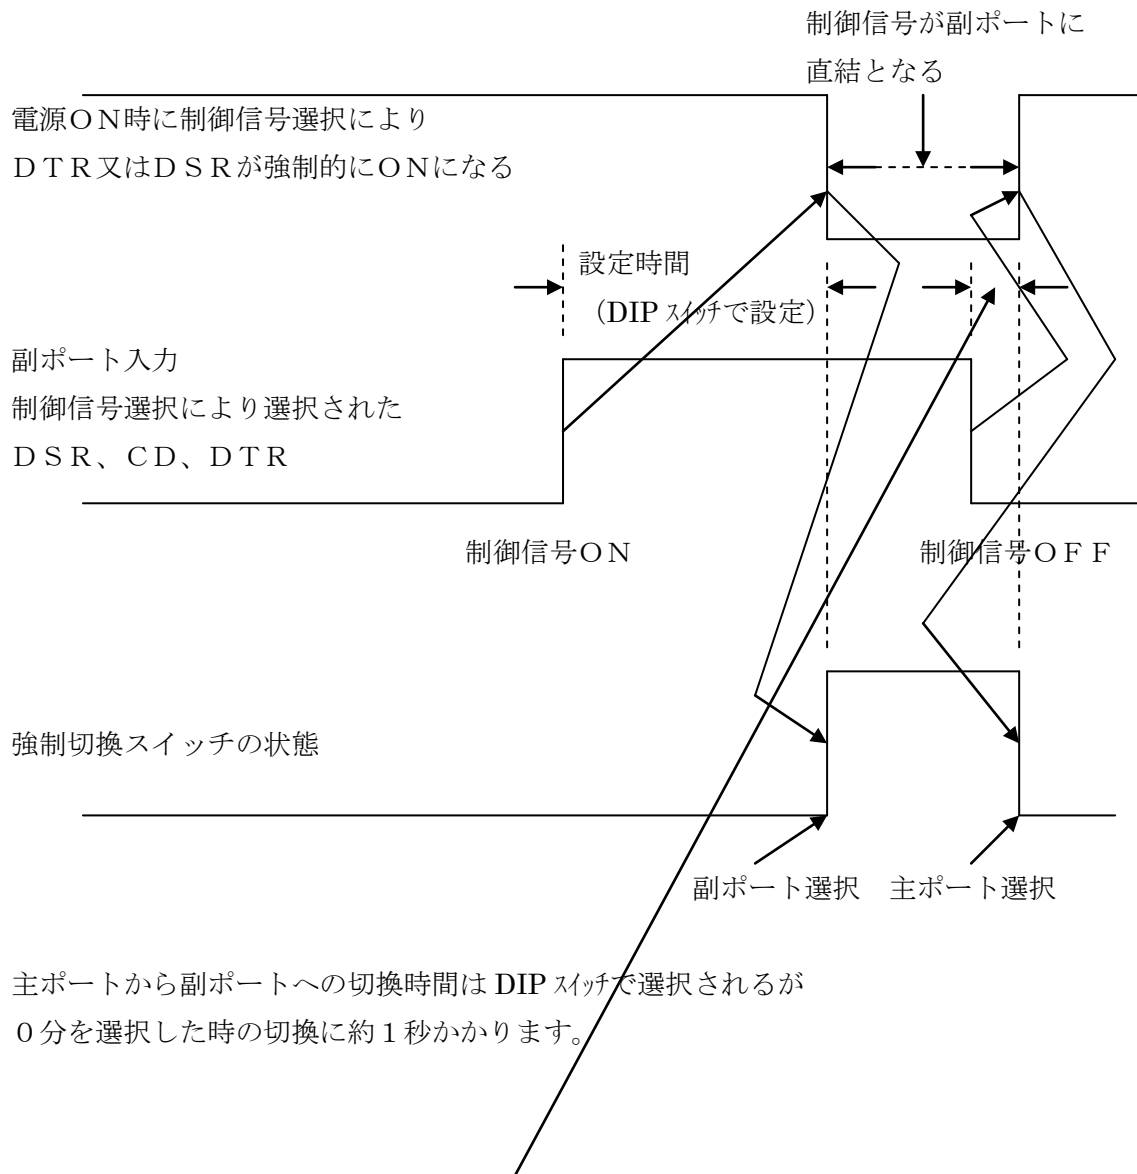 制御信号が副ポートに
直結となる
電源ＯＮ時に制御信号選択により
ＤＴＲ又はＤＳＲが強制的にＯＮになる
設定時間
（DIP ｽｲｯﾁで設定）
副ポート入力
制御信号選択により選択された
ＤＳＲ、ＣＤ、ＤＴＲ
制御信号ＯＮ
制御信号ＯＦＦ
強制切換スイッチの状態
副ポート選択
主ポート選択
主ポートから副ポートへの切換時間は DIP ｽｲｯﾁで選択されるが
０分を選択した時の切換に約１秒かかります。